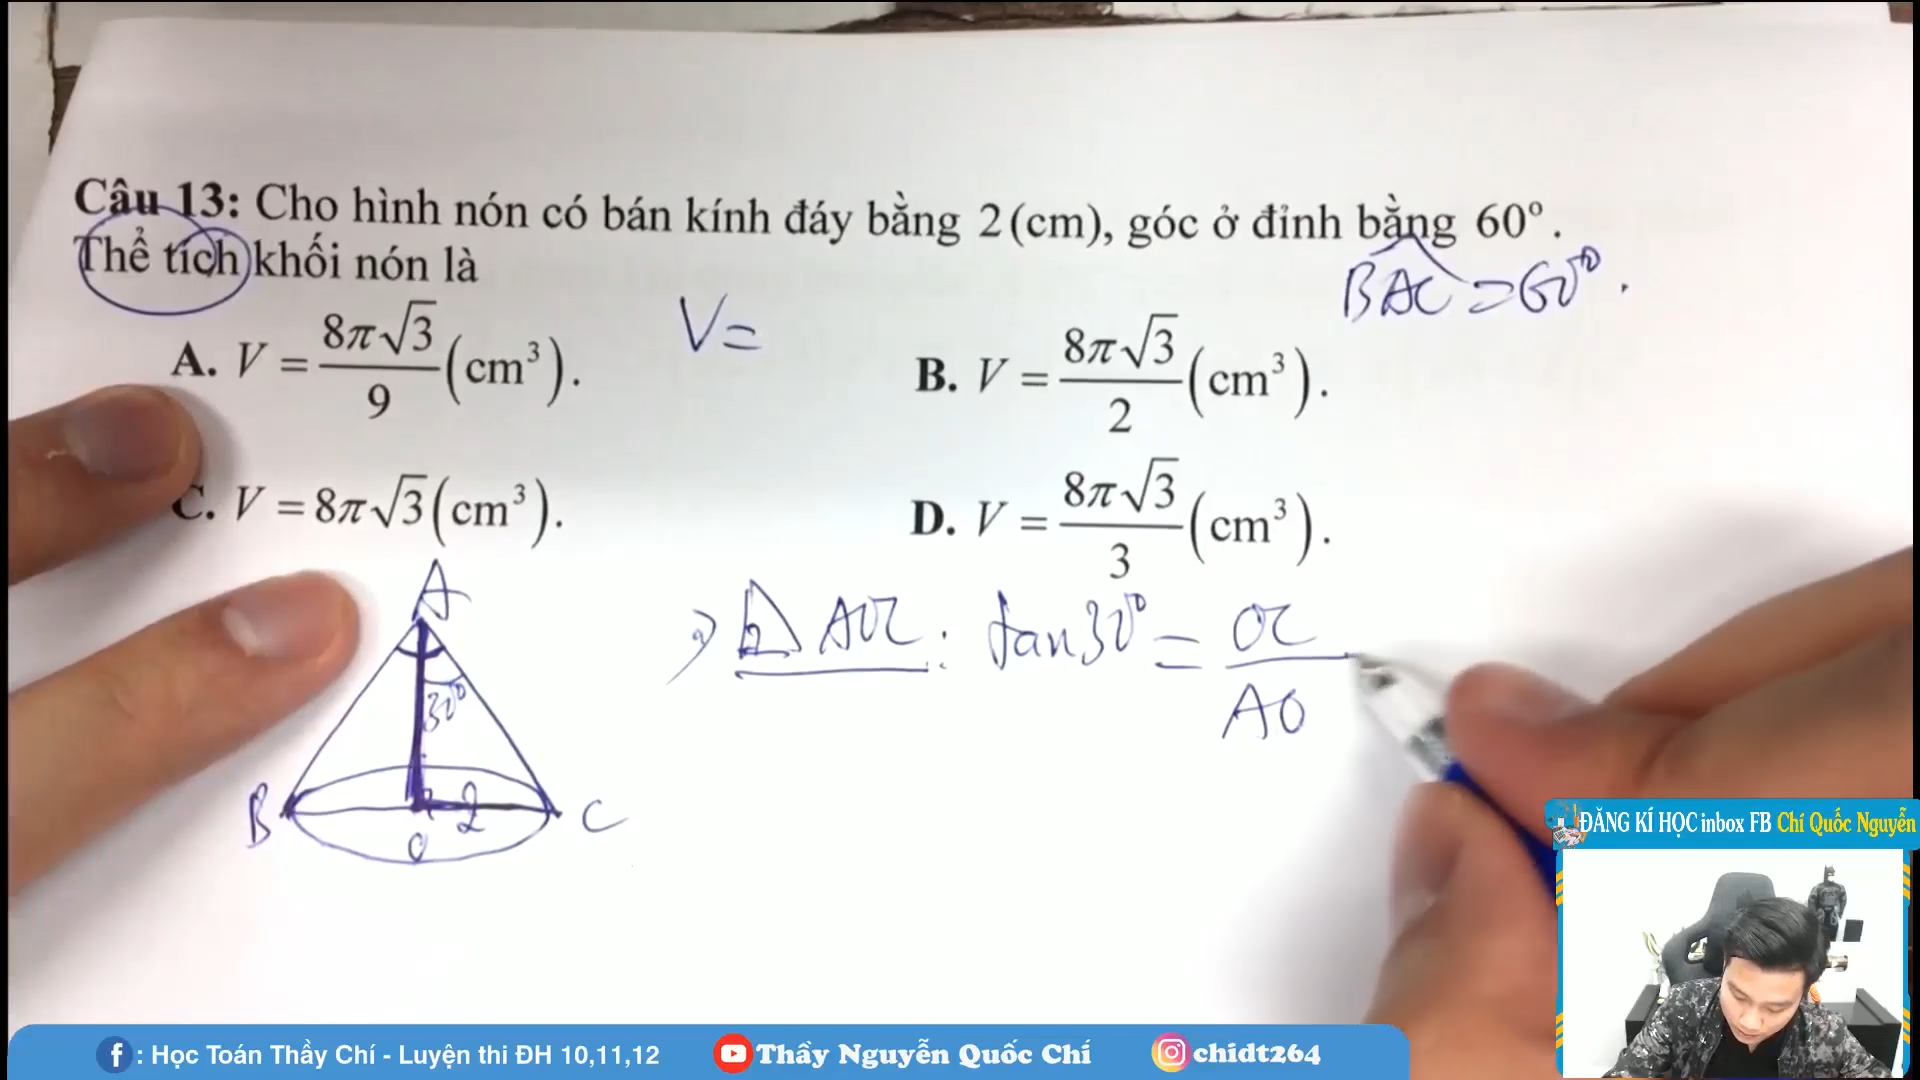 Câu 13: Cho hình nón có bán kính đáy bằng 2(cm), góc ở đỉnh bằng 60°.
Thể tích khối nón là
BAC = 60°.
V =
A. V = 8π√3/9 (cm³).
B. V = 8π√3/2 (cm³).
C. V = 8π√3(cm³).
D. V = 8π√3/3 (cm³).
A
30°
B
2
C
O
AOC : tan30° = OC/AO
ĐĂNG KÍ HỌC inbox FB Chí Quốc Nguyễn
f : Học Toán Thầy Chí - Luyện thi ĐH 10,11,12
Thầy Nguyễn Quốc Chí
chidt264